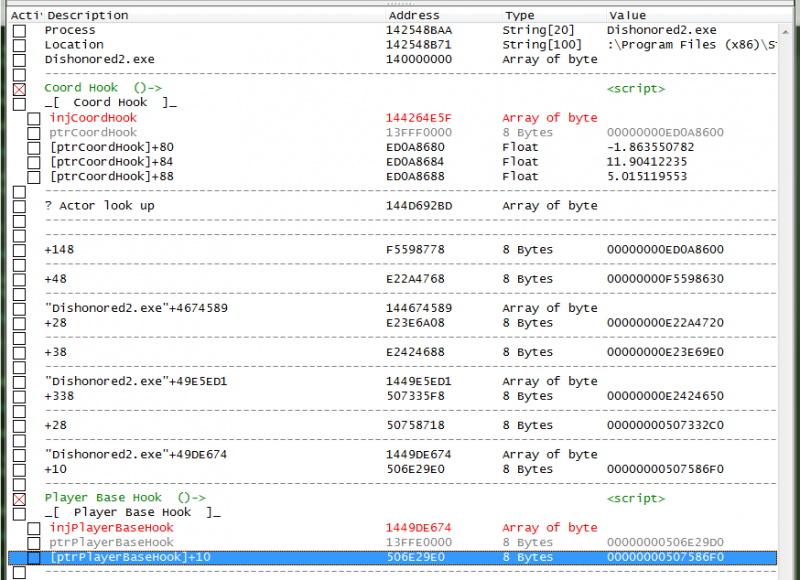 Activ Description Address Type Value
Process 142548BAA String[20] Dishonored2.exe
Location 142548B71 String[100] :\Program Files (x86)\St
Dishonored2.exe 140000000 Array of byte
Coord Hook ()-> <script>
_[ Coord Hook ]_
injCoordHook 144264E5F Array of byte
ptrCoordHook 13FFF0000 8 Bytes 00000000ED0A8600
[ptrCoordHook]+80 ED0A8680 Float -1.863550782
[ptrCoordHook]+84 ED0A8684 Float 11.90412235
[ptrCoordHook]+88 ED0A8688 Float 5.015119553
? Actor look up 144D692BD Array of byte
+148 F5598778 8 Bytes 00000000ED0A8600
+48 E22A4768 8 Bytes 00000000F5598630
"Dishonored2.exe"+4674589 144674589 Array of byte
+28 E23E6A08 8 Bytes 00000000E22A4720
+38 E2424688 8 Bytes 00000000E23E69E0
"Dishonored2.exe"+49E5ED1 1449E5ED1 Array of byte
+338 507335F8 8 Bytes 00000000E2424650
+28 50758718 8 Bytes 00000000507332C0
"Dishonored2.exe"+49DE674 1449DE674 Array of byte
+10 506E29E0 8 Bytes 00000000507586F0
Player Base Hook ()-> <script>
_[ Player Base Hook ]_
injPlayerBaseHook 1449DE674 Array of byte
ptrPlayerBaseHook 13FFE0000 8 Bytes 00000000506E29D0
[ptrPlayerBaseHook]+10 506E29E0 8 Bytes 00000000507586F0